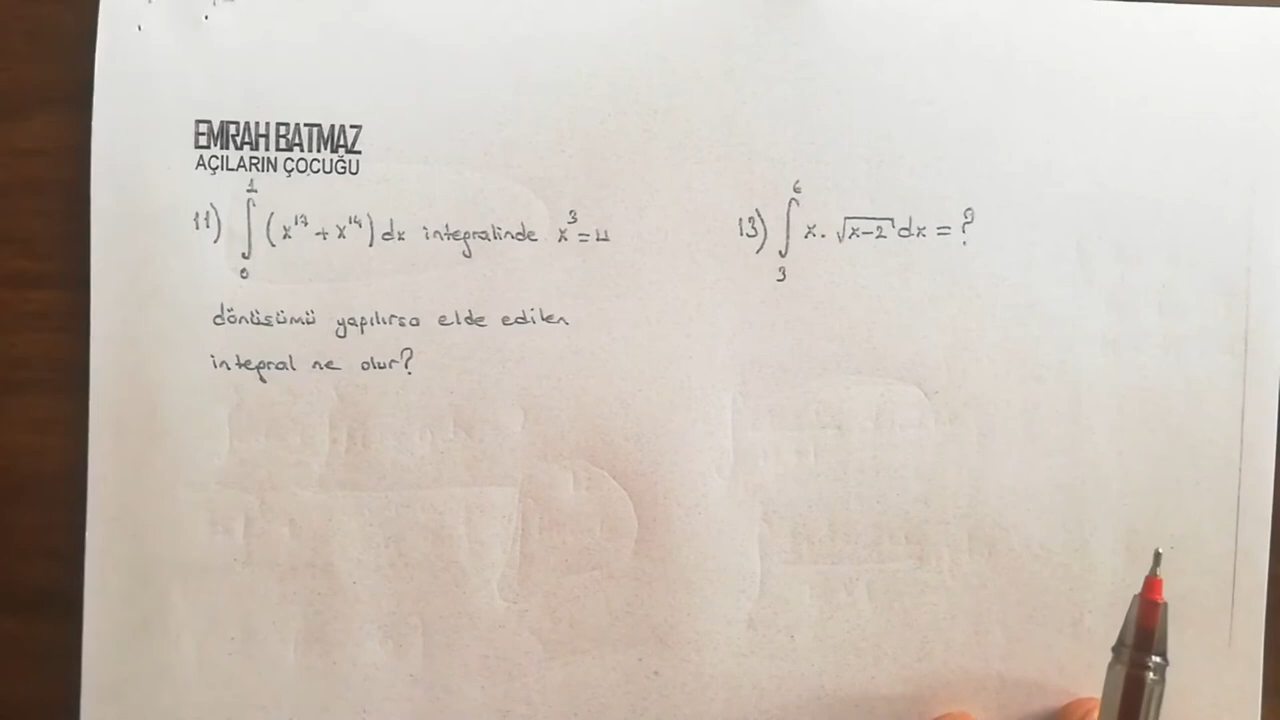 EMRAH BATMAZ
AÇILARIN ÇOCUĞU
11) ∫₀¹ (x¹⁷ + x¹⁴) dx integralinde x³ = u
dönüşümü yapılırsa elde edilen
integral ne olur?
13) ∫₃⁶ x. √(x-2) dx = ?